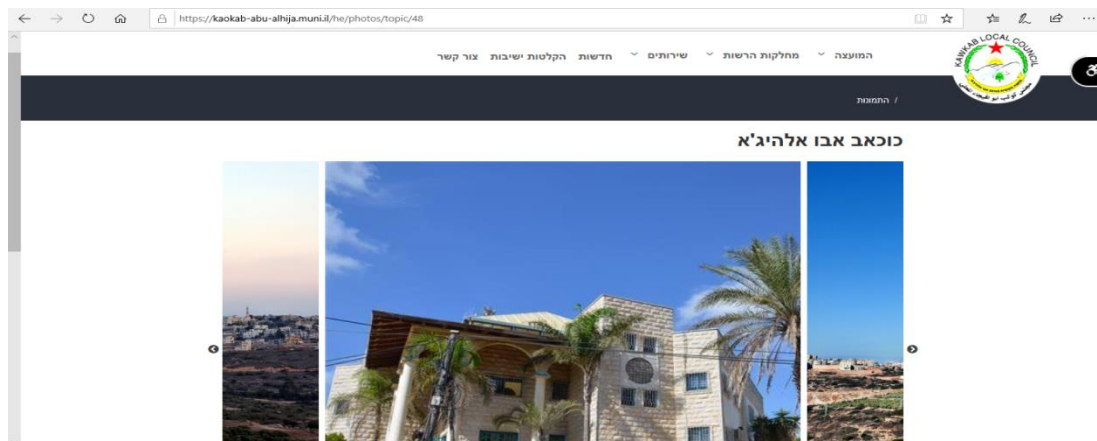 https://kaokab-abu-alhija.muni.il/he/photos/topic/48
המועצה מחלקות הרשות שירותים חדשות הקלטות ישיבות צור קשר
KAWKAB LOCAL COUNCIL
/ התמונות
כוכאב אבו אלהיג'א